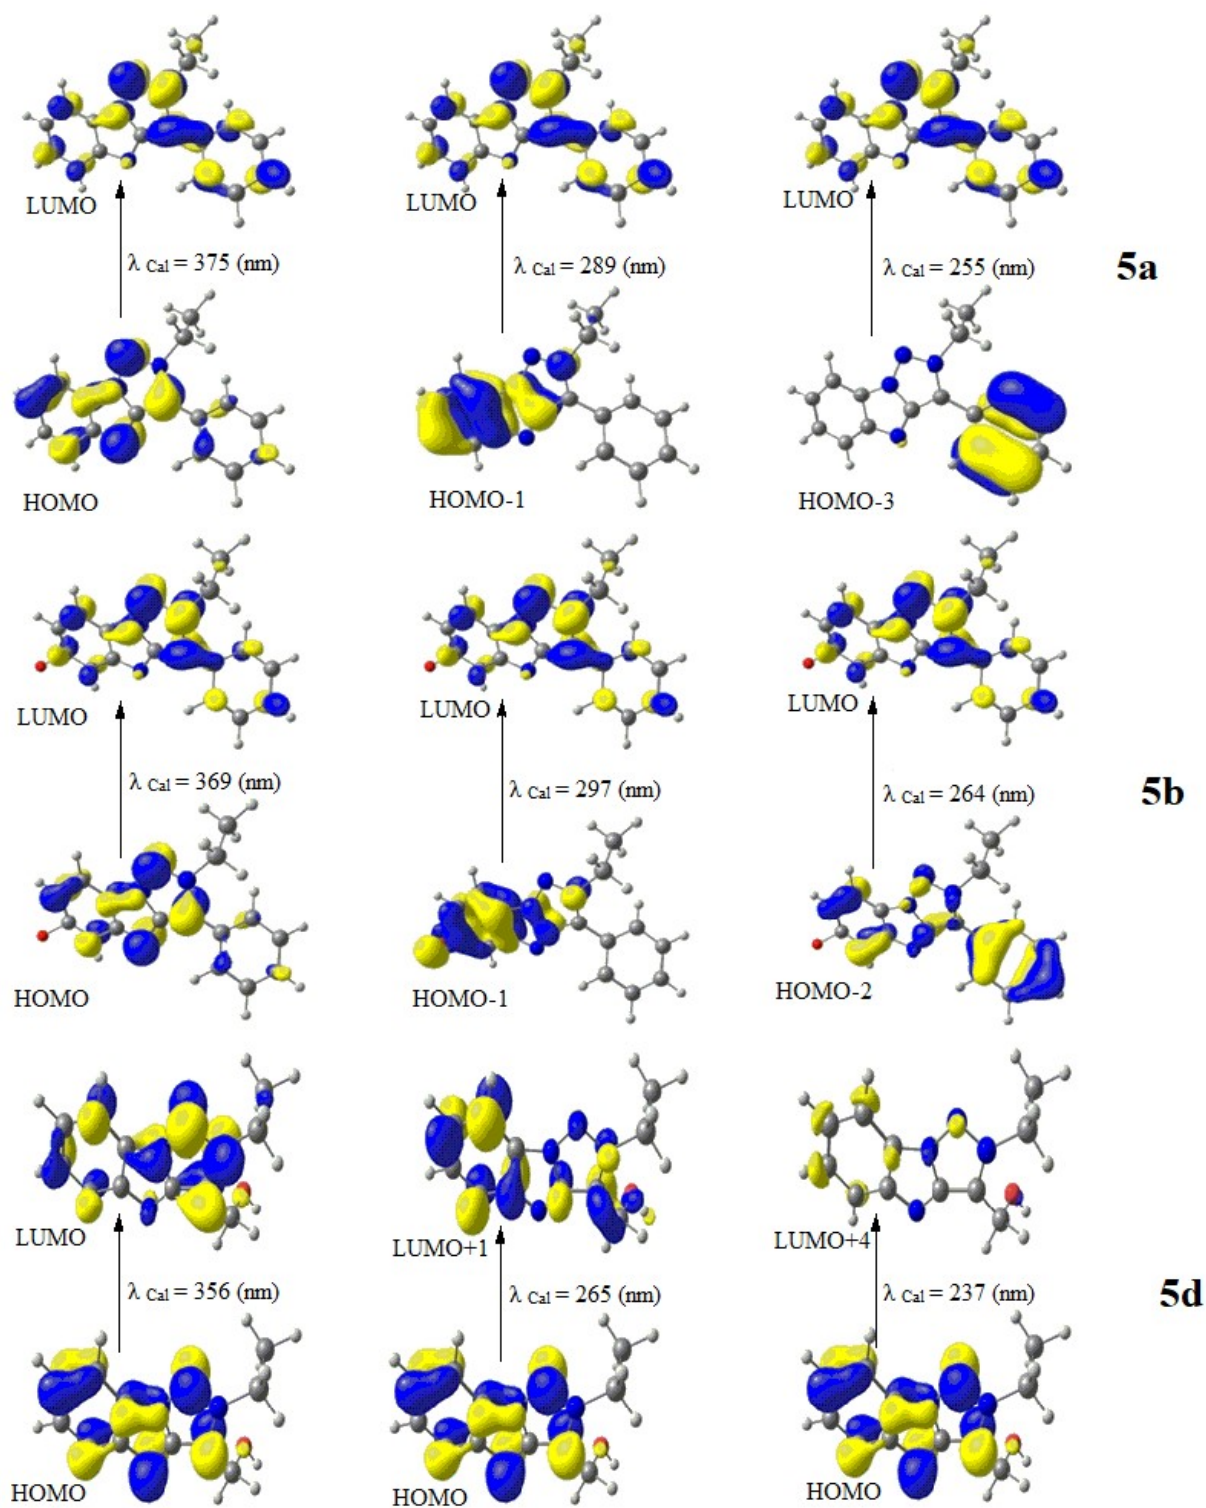 LUMO
LUMO
LUMO
λ Cal = 375 (nm)
λ Cal = 289 (nm)
λ Cal = 255 (nm)
5a
HOMO
HOMO-1
HOMO-3
LUMO
LUMO
LUMO
λ Cal = 369 (nm)
λ Cal = 297 (nm)
λ Cal = 264 (nm)
5b
HOMO
HOMO-1
HOMO-2
LUMO
LUMO+1
LUMO+4
λ Cal = 356 (nm)
λ Cal = 265 (nm)
λ Cal = 237 (nm)
5d
HOMO
HOMO
HOMO